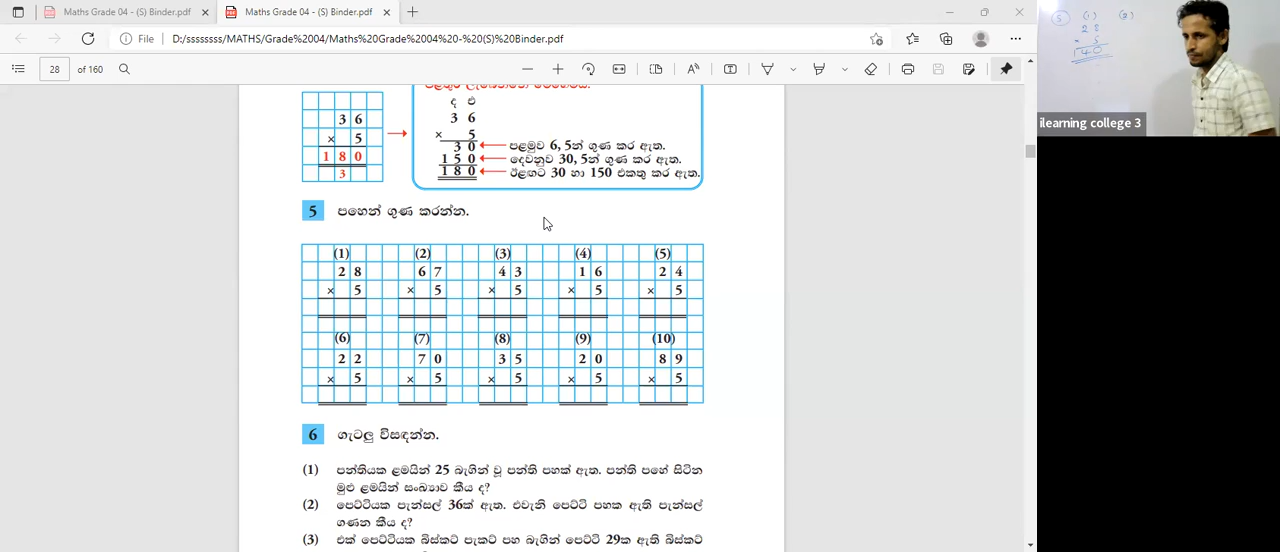 Maths Grade 04 - (S) Binder.pdf
Maths Grade 04 - (S) Binder.pdf
File D:/ssssssss/MATHS/Grade%2004/Maths%20Grade%2004%20-%20(S)%20Binder.pdf
28 of 160
3 6
× 5
1 8 0
3
ද එ
3 6
× 5
3 0 පළමුව 6, 5න් ගුණ කර ඇත.
1 5 0 දෙවනුව 30, 5න් ගුණ කර ඇත.
1 8 0 ඊළඟට 30 හා 150 එකතු කර ඇත.
5 පහෙන් ගුණ කරන්න.
(1) (2) (3) (4) (5)
2 8 6 7 4 3 1 6 2 4
× 5 × 5 × 5 × 5 × 5
(6) (7) (8) (9) (10)
2 2 7 0 3 5 2 0 8 9
× 5 × 5 × 5 × 5 × 5
6 ගැටලු විසඳන්න.
(1) පන්තියක ළමයින් 25 බැගින් වූ පන්ති පහක් ඇත. පන්ති පහේ සිටින
මුළු ළමයින් සංඛ්‍යාව කීය ද?
(2) පෙට්ටියක පැන්සල් 36ක් ඇත. එවැනි පෙට්ටි පහක ඇති පැන්සල්
ගණන කීය ද?
(3) එක් පෙට්ටියක බිස්කට් පැකට් පහ බැගින් පෙට්ටි 29ක ඇති බිස්කට්
5 (1) (2)
28
× 5
140
ilearning college 3